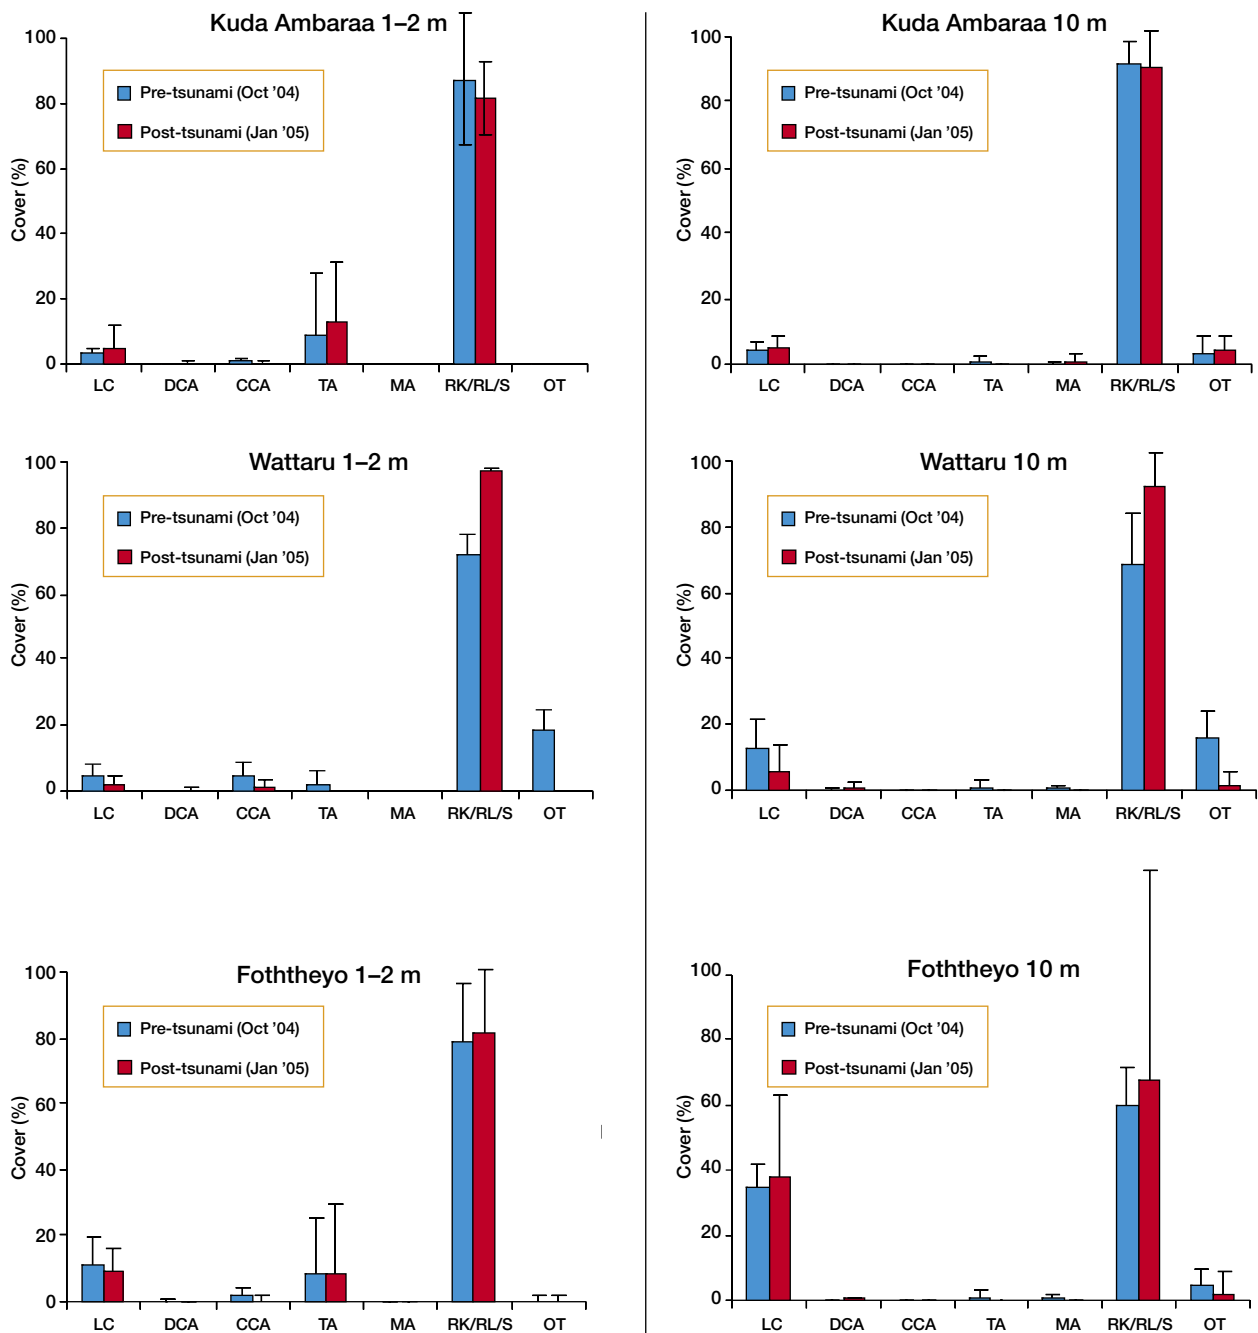 Kuda Ambaraa 1–2 m
100
80
60
40
20
0
Cover (%)
Pre-tsunami (Oct ’04)
Post-tsunami (Jan ’05)
LC DCA CCA TA MA RK/RL/S OT
Kuda Ambaraa 10 m
100
80
60
40
20
0
Cover (%)
Pre-tsunami (Oct ’04)
Post-tsunami (Jan ’05)
LC DCA CCA TA MA RK/RL/S OT
Wattaru 1–2 m
100
80
60
40
20
0
Cover (%)
Pre-tsunami (Oct ’04)
Post-tsunami (Jan ’05)
LC DCA CCA TA MA RK/RL/S OT
Wattaru 10 m
100
80
60
40
20
0
Cover (%)
Pre-tsunami (Oct ’04)
Post-tsunami (Jan ’05)
LC DCA CCA TA MA RK/RL/S OT
Foththeyo 1–2 m
100
80
60
40
20
0
Cover (%)
Pre-tsunami (Oct ’04)
Post-tsunami (Jan ’05)
LC DCA CCA TA MA RK/RL/S OT
Foththeyo 10 m
100
80
60
40
20
0
Cover (%)
Pre-tsunami (Oct ’04)
Post-tsunami (Jan ’05)
LC DCA CCA TA MA RK/RL/S OT